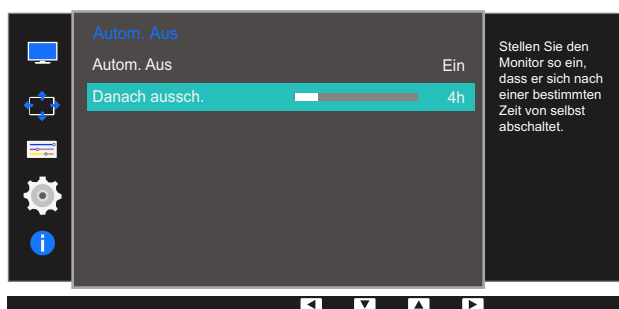 Autom. Aus
Autom. Aus Ein
Danach aussch. 4h
Stellen Sie den
Monitor so ein,
dass er sich nach
einer bestimmten
Zeit von selbst
abschaltet.